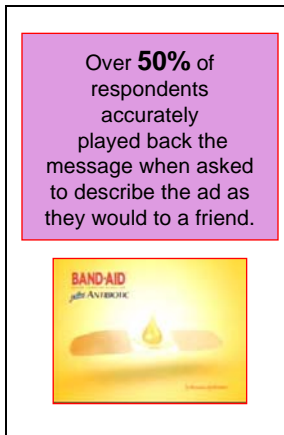 Over 50% of
respondents
accurately
played back the
message when asked
to describe the ad as
they would to a friend.
BAND-AID
plus ANTIBIOTIC